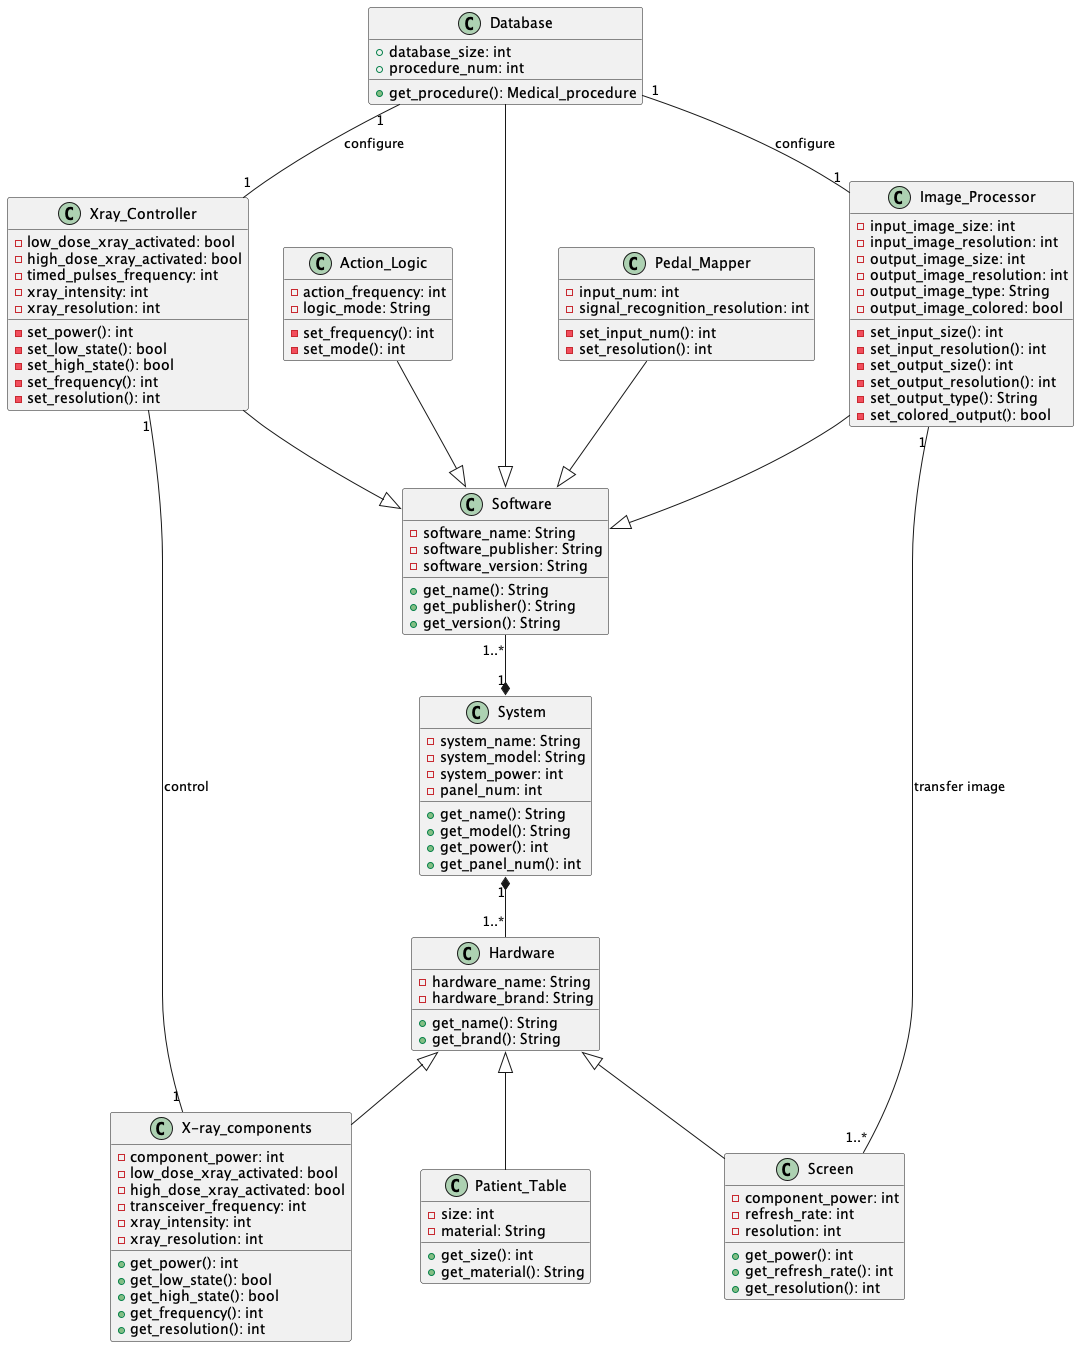 C Database
database_size: int
procedure_num: int
get_procedure(): Medical_procedure
1
1
configure
configure
1
1
C Xray_Controller
low_dose_xray_activated: bool
high_dose_xray_activated: bool
timed_pulses_frequency: int
xray_intensity: int
xray_resolution: int
set_power(): int
set_low_state(): bool
set_high_state(): bool
set_frequency(): int
set_resolution(): int
C Action_Logic
action_frequency: int
logic_mode: String
set_frequency(): int
set_mode(): int
C Pedal_Mapper
input_num: int
signal_recognition_resolution: int
set_input_num(): int
set_resolution(): int
C Image_Processor
input_image_size: int
input_image_resolution: int
output_image_size: int
output_image_resolution: int
output_image_type: String
output_image_colored: bool
set_input_size(): int
set_input_resolution(): int
set_output_size(): int
set_output_resolution(): int
set_output_type(): String
set_colored_output(): bool
1
1
C Software
software_name: String
software_publisher: String
software_version: String
get_name(): String
get_publisher(): String
get_version(): String
1..*
1
C System
system_name: String
system_model: String
system_power: int
panel_num: int
get_name(): String
get_model(): String
get_power(): int
get_panel_num(): int
control
transfer image
1
1..*
C Hardware
hardware_name: String
hardware_brand: String
get_name(): String
get_brand(): String
1
1..*
C X-ray_components
component_power: int
low_dose_xray_activated: bool
high_dose_xray_activated: bool
transceiver_frequency: int
xray_intensity: int
xray_resolution: int
get_power(): int
get_low_state(): bool
get_high_state(): bool
get_frequency(): int
get_resolution(): int
C Patient_Table
size: int
material: String
get_size(): int
get_material(): String
C Screen
component_power: int
refresh_rate: int
resolution: int
get_power(): int
get_refresh_rate(): int
get_resolution(): int